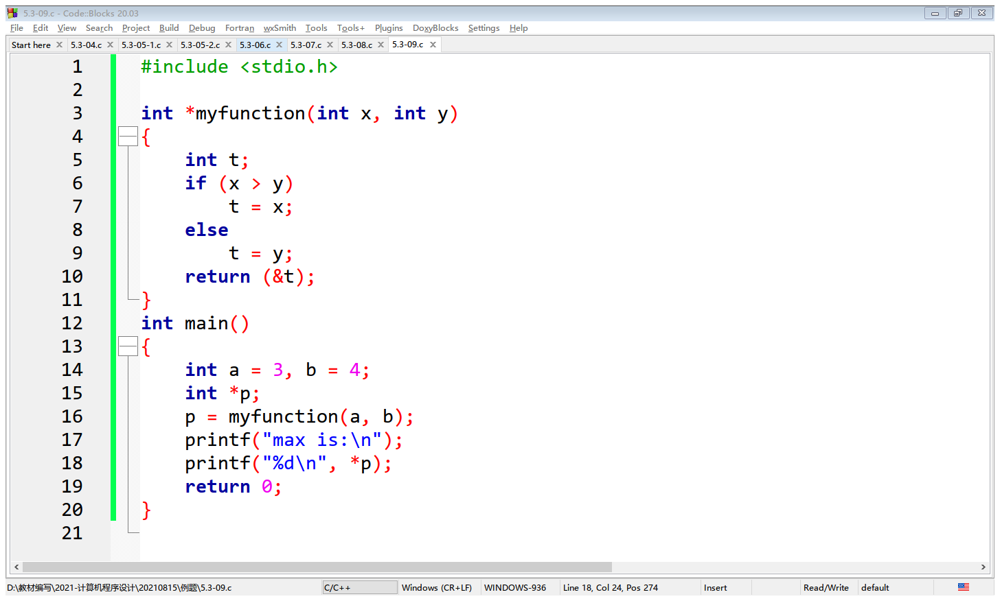 5.3-09.c - Code::Blocks 20.03
File Edit View Search Project Build Debug Fortran wxSmith Tools Tools+ Plugins DoxyBlocks Settings Help
Start here 5.3-04.c 5.3-05-1.c 5.3-05-2.c 5.3-06.c 5.3-07.c 5.3-08.c 5.3-09.c
1 #include <stdio.h>
2
3 int *myfunction(int x, int y)
4 {
5     int t;
6     if (x > y)
7         t = x;
8     else
9         t = y;
10     return (&t);
11 }
12 int main()
13 {
14     int a = 3, b = 4;
15     int *p;
16     p = myfunction(a, b);
17     printf("max is:\n");
18     printf("%d\n", *p);
19     return 0;
20 }
21
D:\教材编写\2021-计算机程序设计\20210815\例题\5.3-09.c C/C++ Windows (CR+LF) WINDOWS-936 Line 18, Col 24, Pos 274 Insert Read/Write default